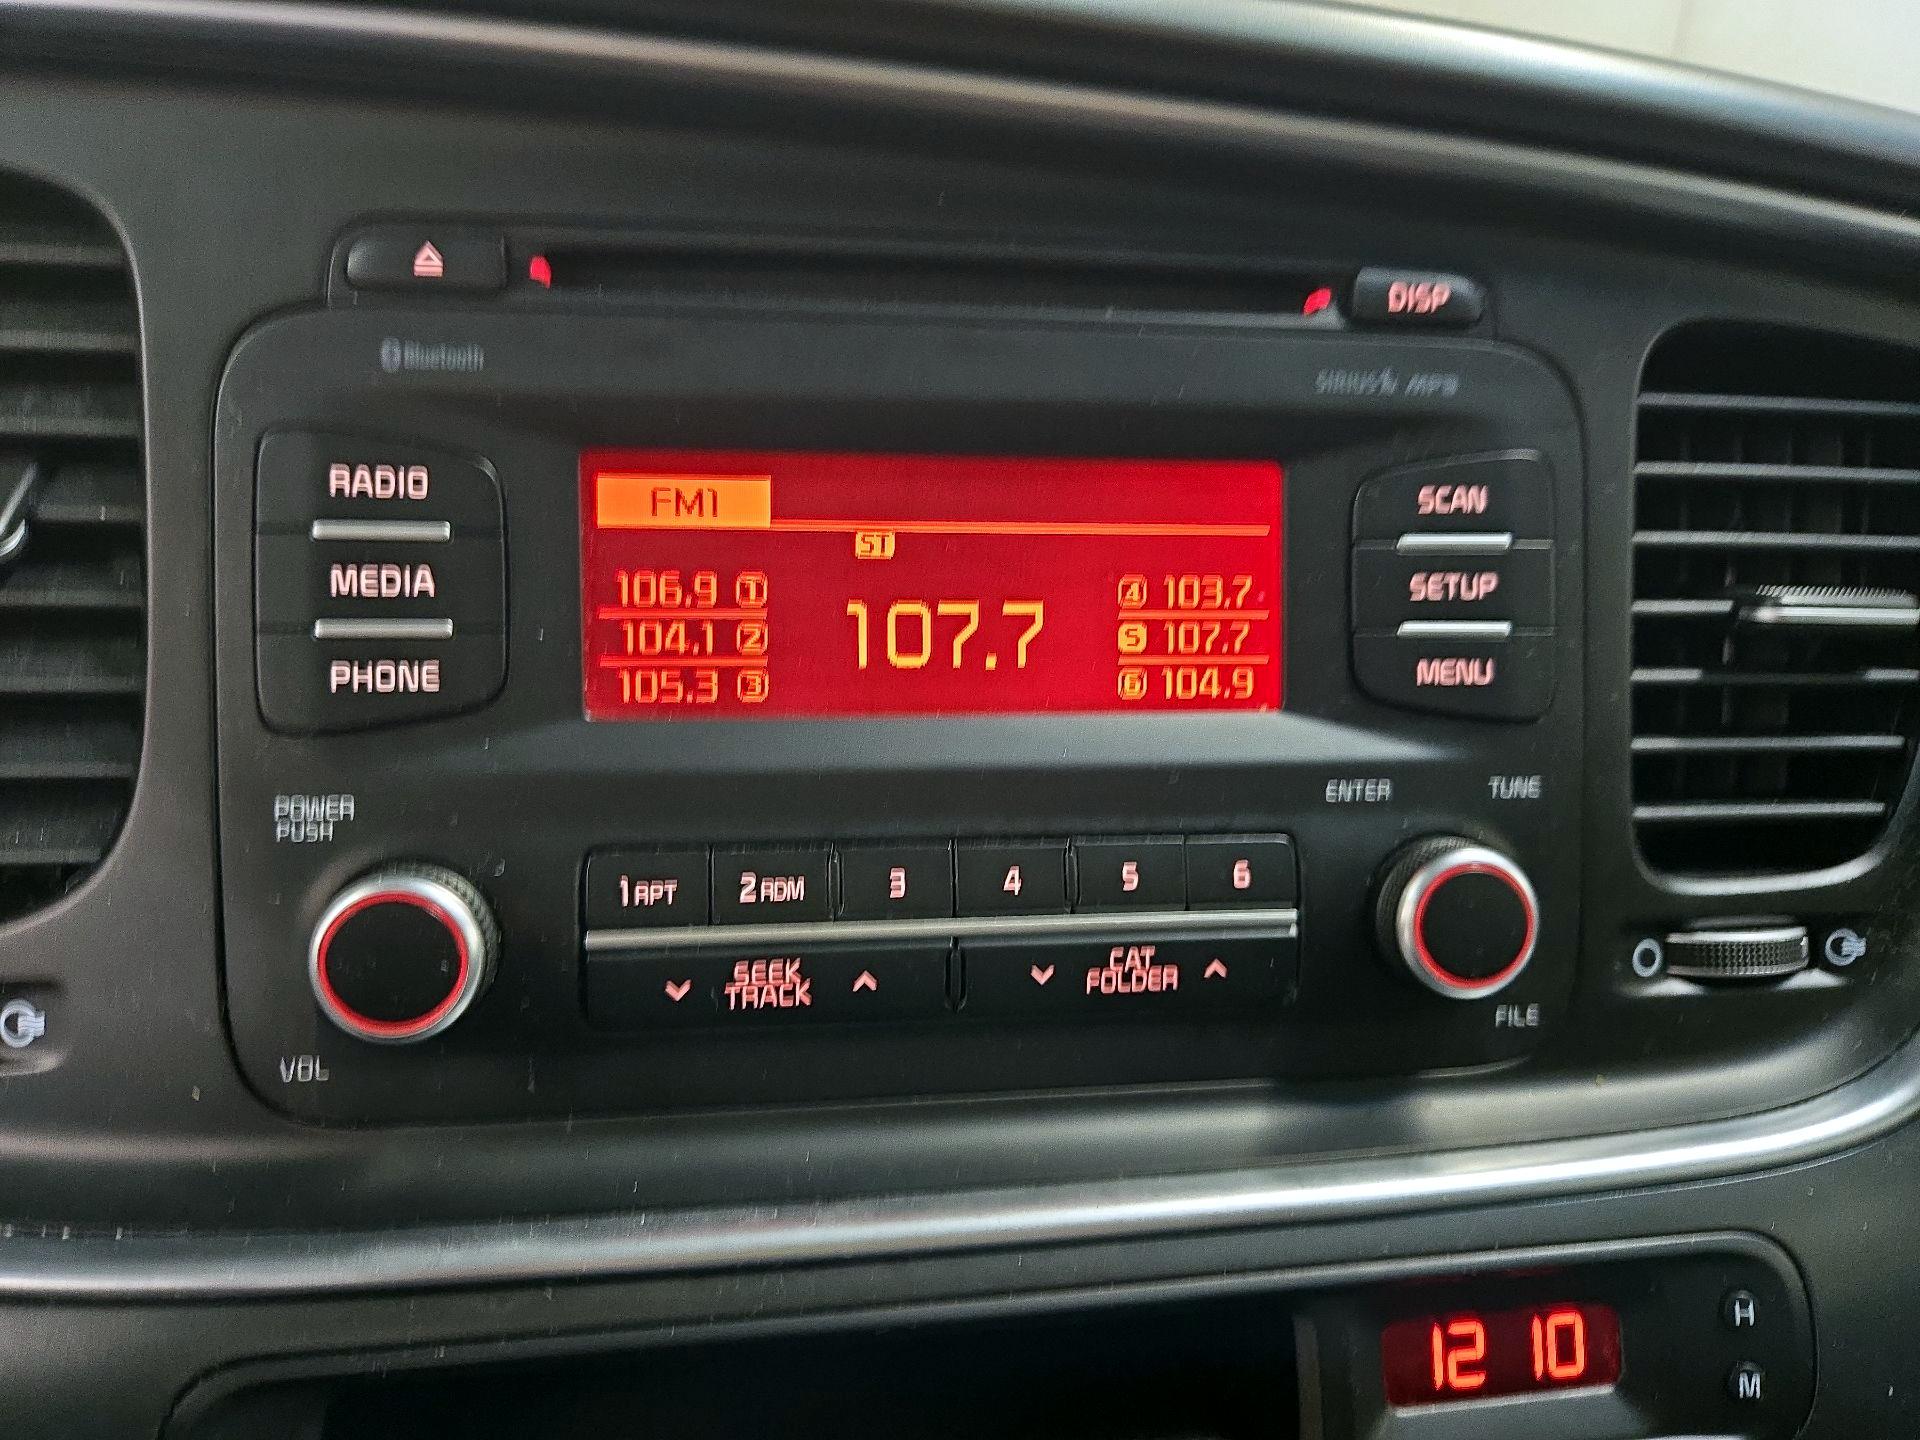 DISP
Bluetooth
SIRIUS MP3
RADIO
MEDIA
PHONE
FM1
ST
106.9 1
104.1 2
105.3 3
107.7
4 103.7
5 107.7
6 104.9
SCAN
SETUP
MENU
POWER
PUSH
VOL
1 RPT 2 RDM 3 4 5 6
SEEK
TRACK
CAT
FOLDER
ENTER
TUNE
FILE
12 10
H
M